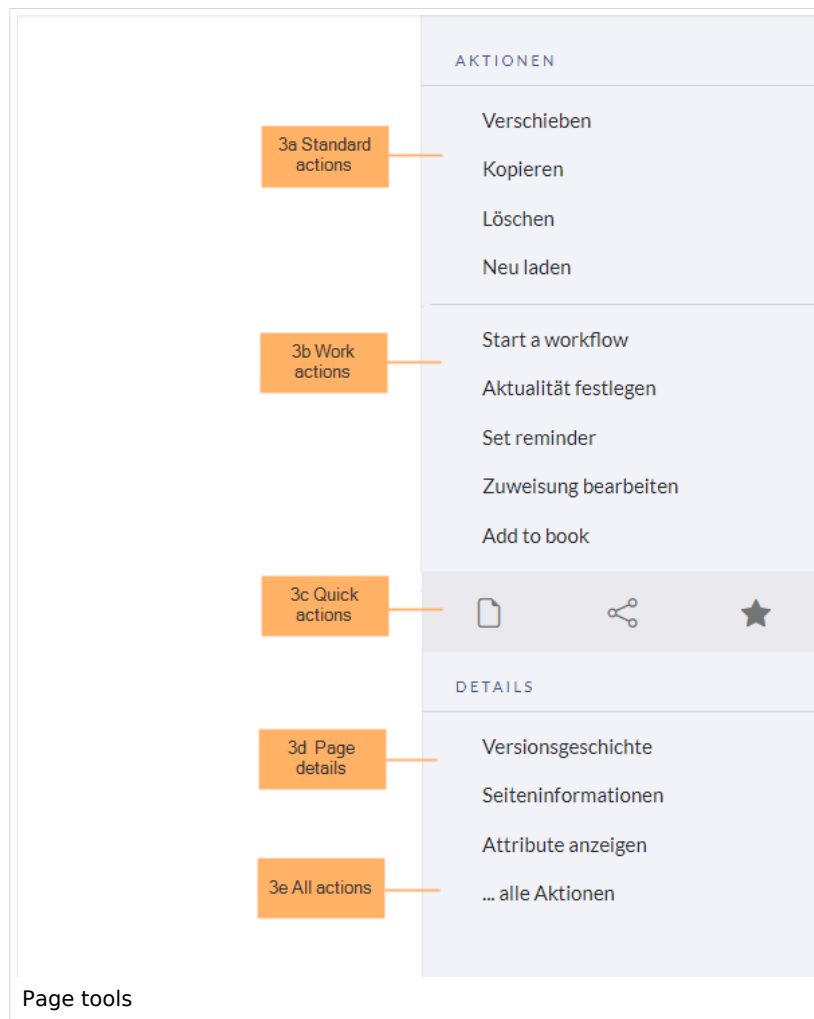 AKTIONEN
3a Standard
actions
Verschieben
Kopieren
Löschen
Neu laden
3b Work
actions
Start a workflow
Aktualität festlegen
Set reminder
Zuweisung bearbeiten
Add to book
3c Quick
actions
DETAILS
3d Page
details
Versionsgeschichte
Seiteninformationen
Attribute anzeigen
3e All actions
... alle Aktionen
Page tools